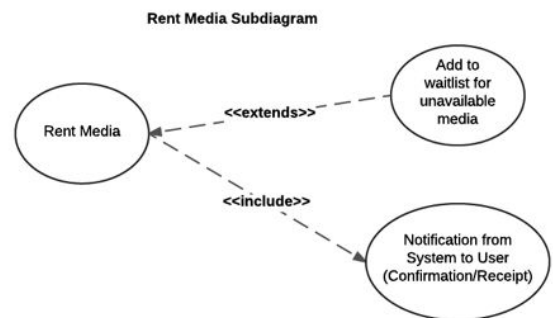 Rent Media Subdiagram
Add to
waitlist for
unavailable
media
<<extends>>
Rent Media
<<include>>
Notification from
System to User
(Confirmation/Receipt)